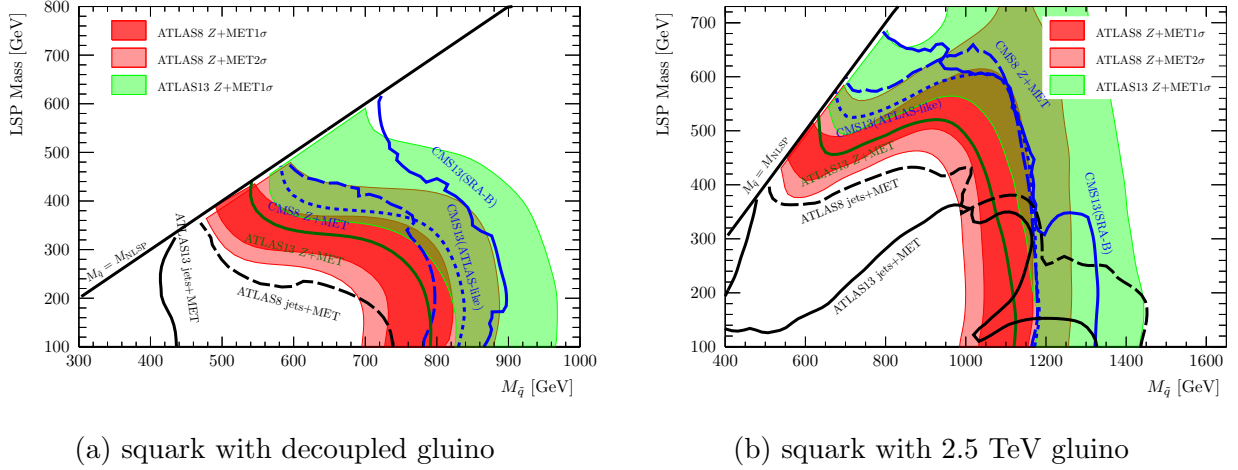 LSP Mass [GeV]
800
700
600
500
400
300
200
100
300
400
500
600
700
800
900
1000
M_q̃ [GeV]
ATLAS8 Z+MET1σ
ATLAS8 Z+MET2σ
ATLAS13 Z+MET1σ
M_q̃ = M_NLSP
ATLAS13 jets+MET
ATLAS8 jets+MET
ATLAS13 Z+MET
CMS8 Z+MET
CMS13(ATLAS-like)
CMS13(SRA-B)
(a) squark with decoupled gluino
LSP Mass [GeV]
700
600
500
400
300
200
100
400
600
800
1000
1200
1400
1600
M_q̃ [GeV]
ATLAS8 Z+MET1σ
ATLAS8 Z+MET2σ
ATLAS13 Z+MET1σ
M_q̃ = M_NLSP
CMS8 Z+MET
CMS13(ATLAS-like)
ATLAS13 Z+MET
ATLAS8 jets+MET
ATLAS13 jets+MET
CMS13(SRA-B)
(b) squark with 2.5 TeV gluino